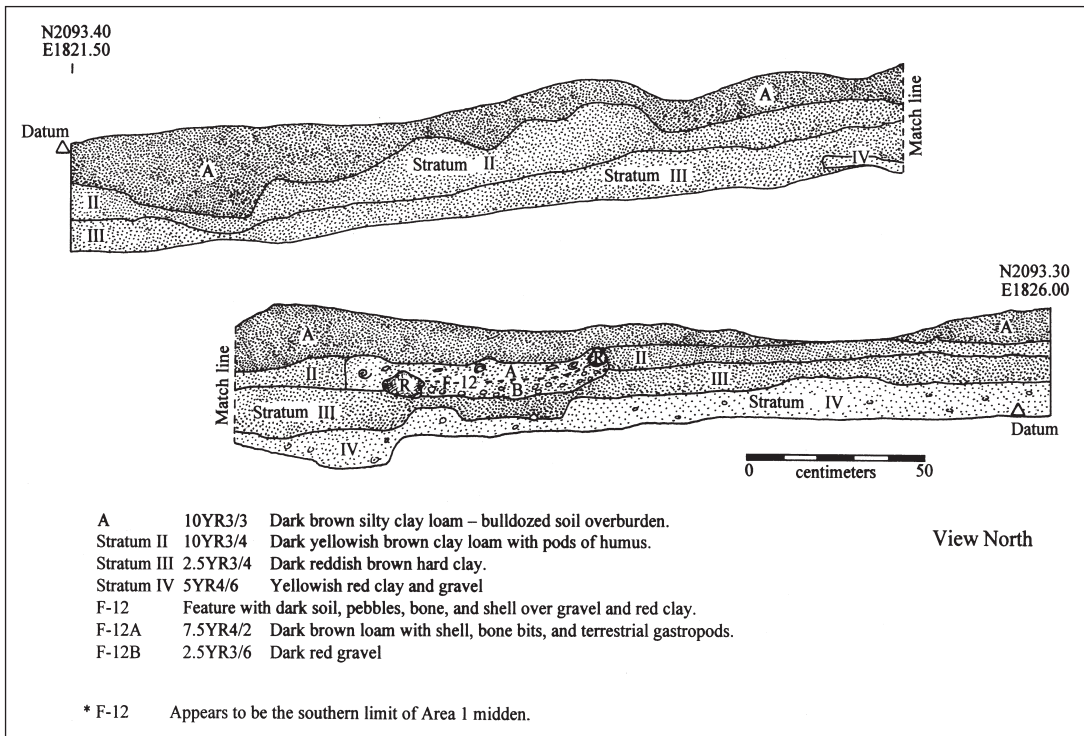 N2093.40
E1821.50
Datum
A
A
Stratum II
Stratum III
IV
II
III
Match line
N2093.30
E1826.00
Match line
A
A
II
R
F-12
A
B
R
II
III
Stratum III
IV
Stratum IV
Datum
0 centimeters 50
View North
A 10YR3/3 Dark brown silty clay loam – bulldozed soil overburden.
Stratum II 10YR3/4 Dark yellowish brown clay loam with pods of humus.
Stratum III 2.5YR3/4 Dark reddish brown hard clay.
Stratum IV 5YR4/6 Yellowish red clay and gravel
F-12 Feature with dark soil, pebbles, bone, and shell over gravel and red clay.
F-12A 7.5YR4/2 Dark brown loam with shell, bone bits, and terrestrial gastropods.
F-12B 2.5YR3/6 Dark red gravel
* F-12 Appears to be the southern limit of Area 1 midden.